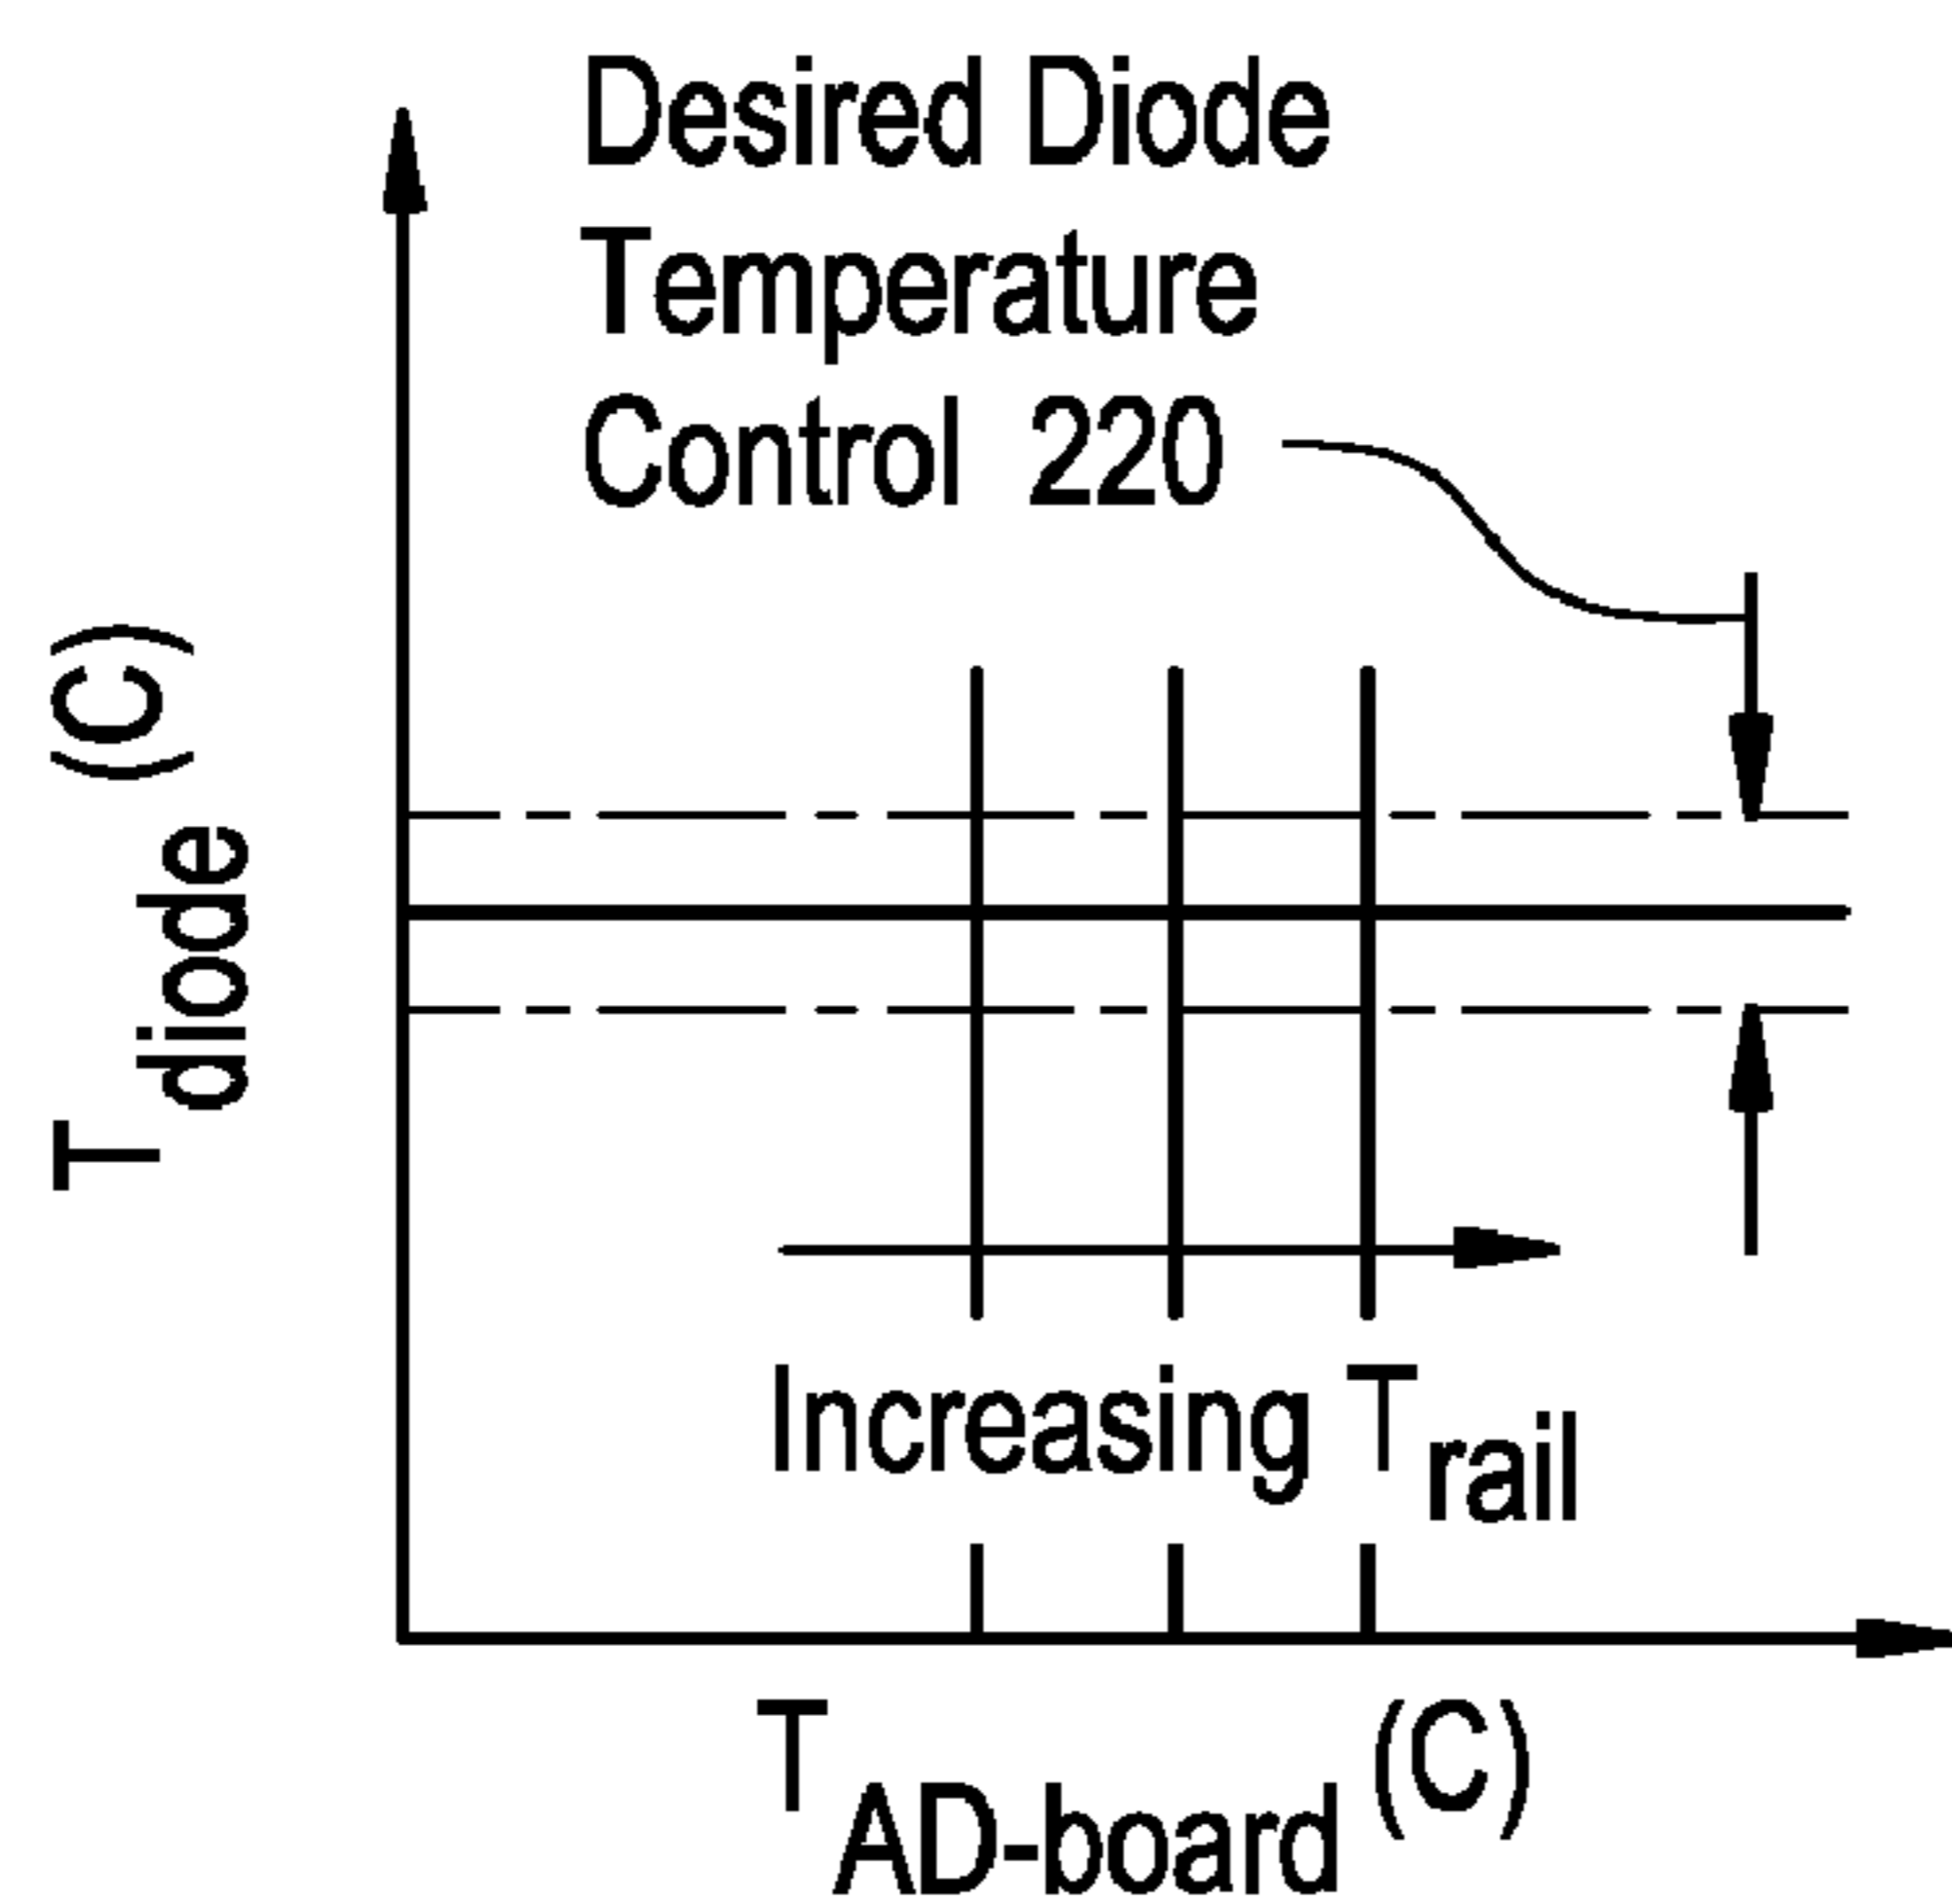 Desired Diode
Temperature
Control 220
T diode (C)
Increasing T rail
T AD-board (C)